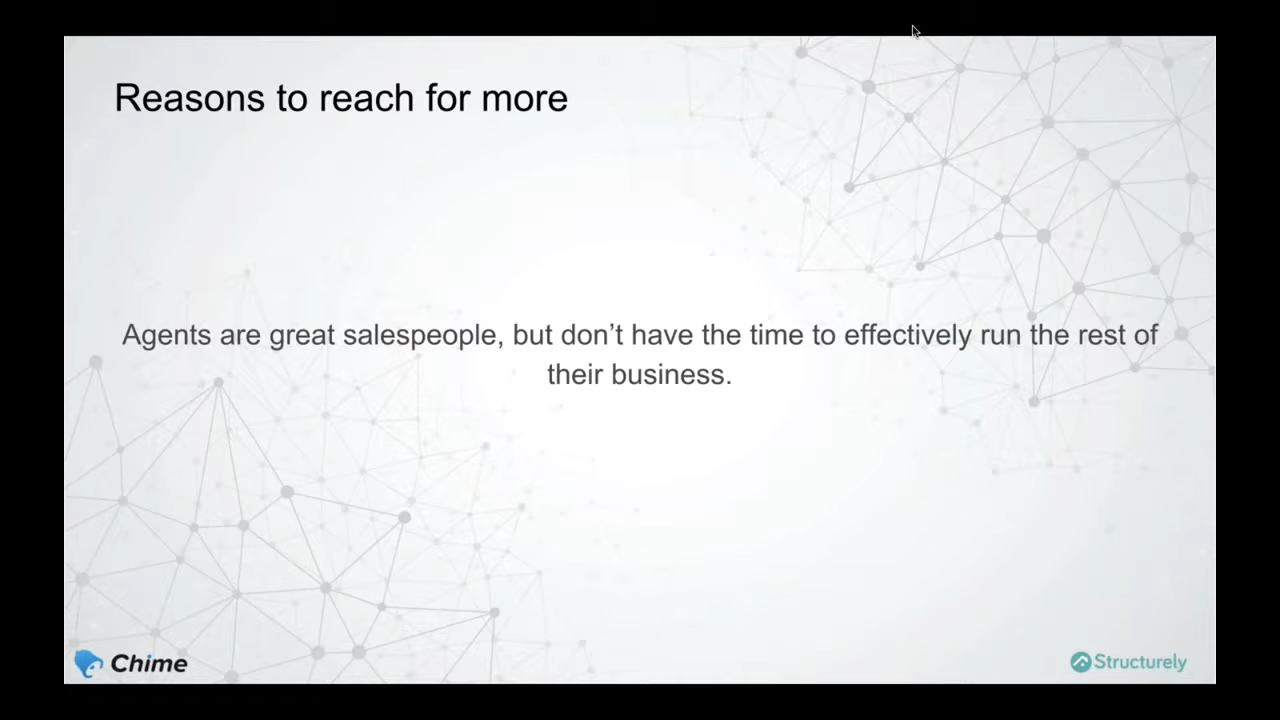 Reasons to reach for more
Agents are great salespeople, but don’t have the time to effectively run the rest of
their business.
Chime
Structurely